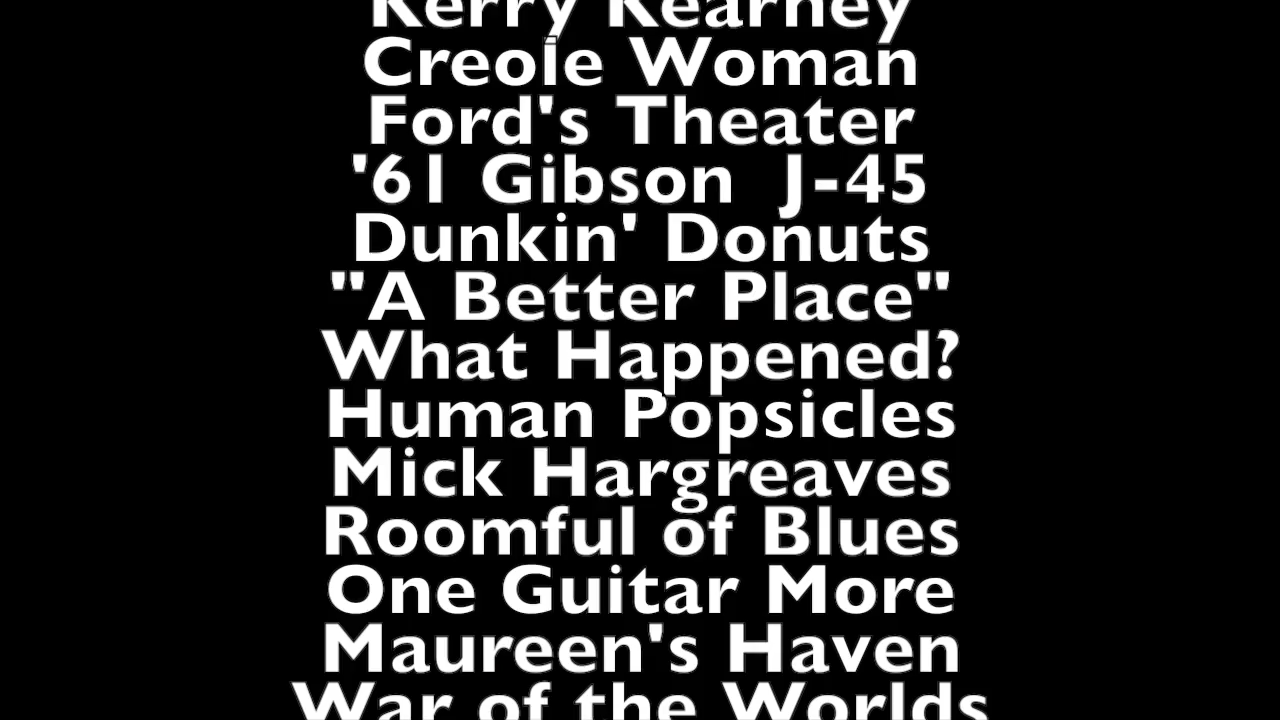 Kerry Kearney
Creole Woman
Ford's Theater
'61 Gibson  J-45
Dunkin' Donuts
"A Better Place"
What Happened?
Human Popsicles
Mick Hargreaves
Roomful of Blues
One Guitar More
Maureen's Haven
War of the Worlds